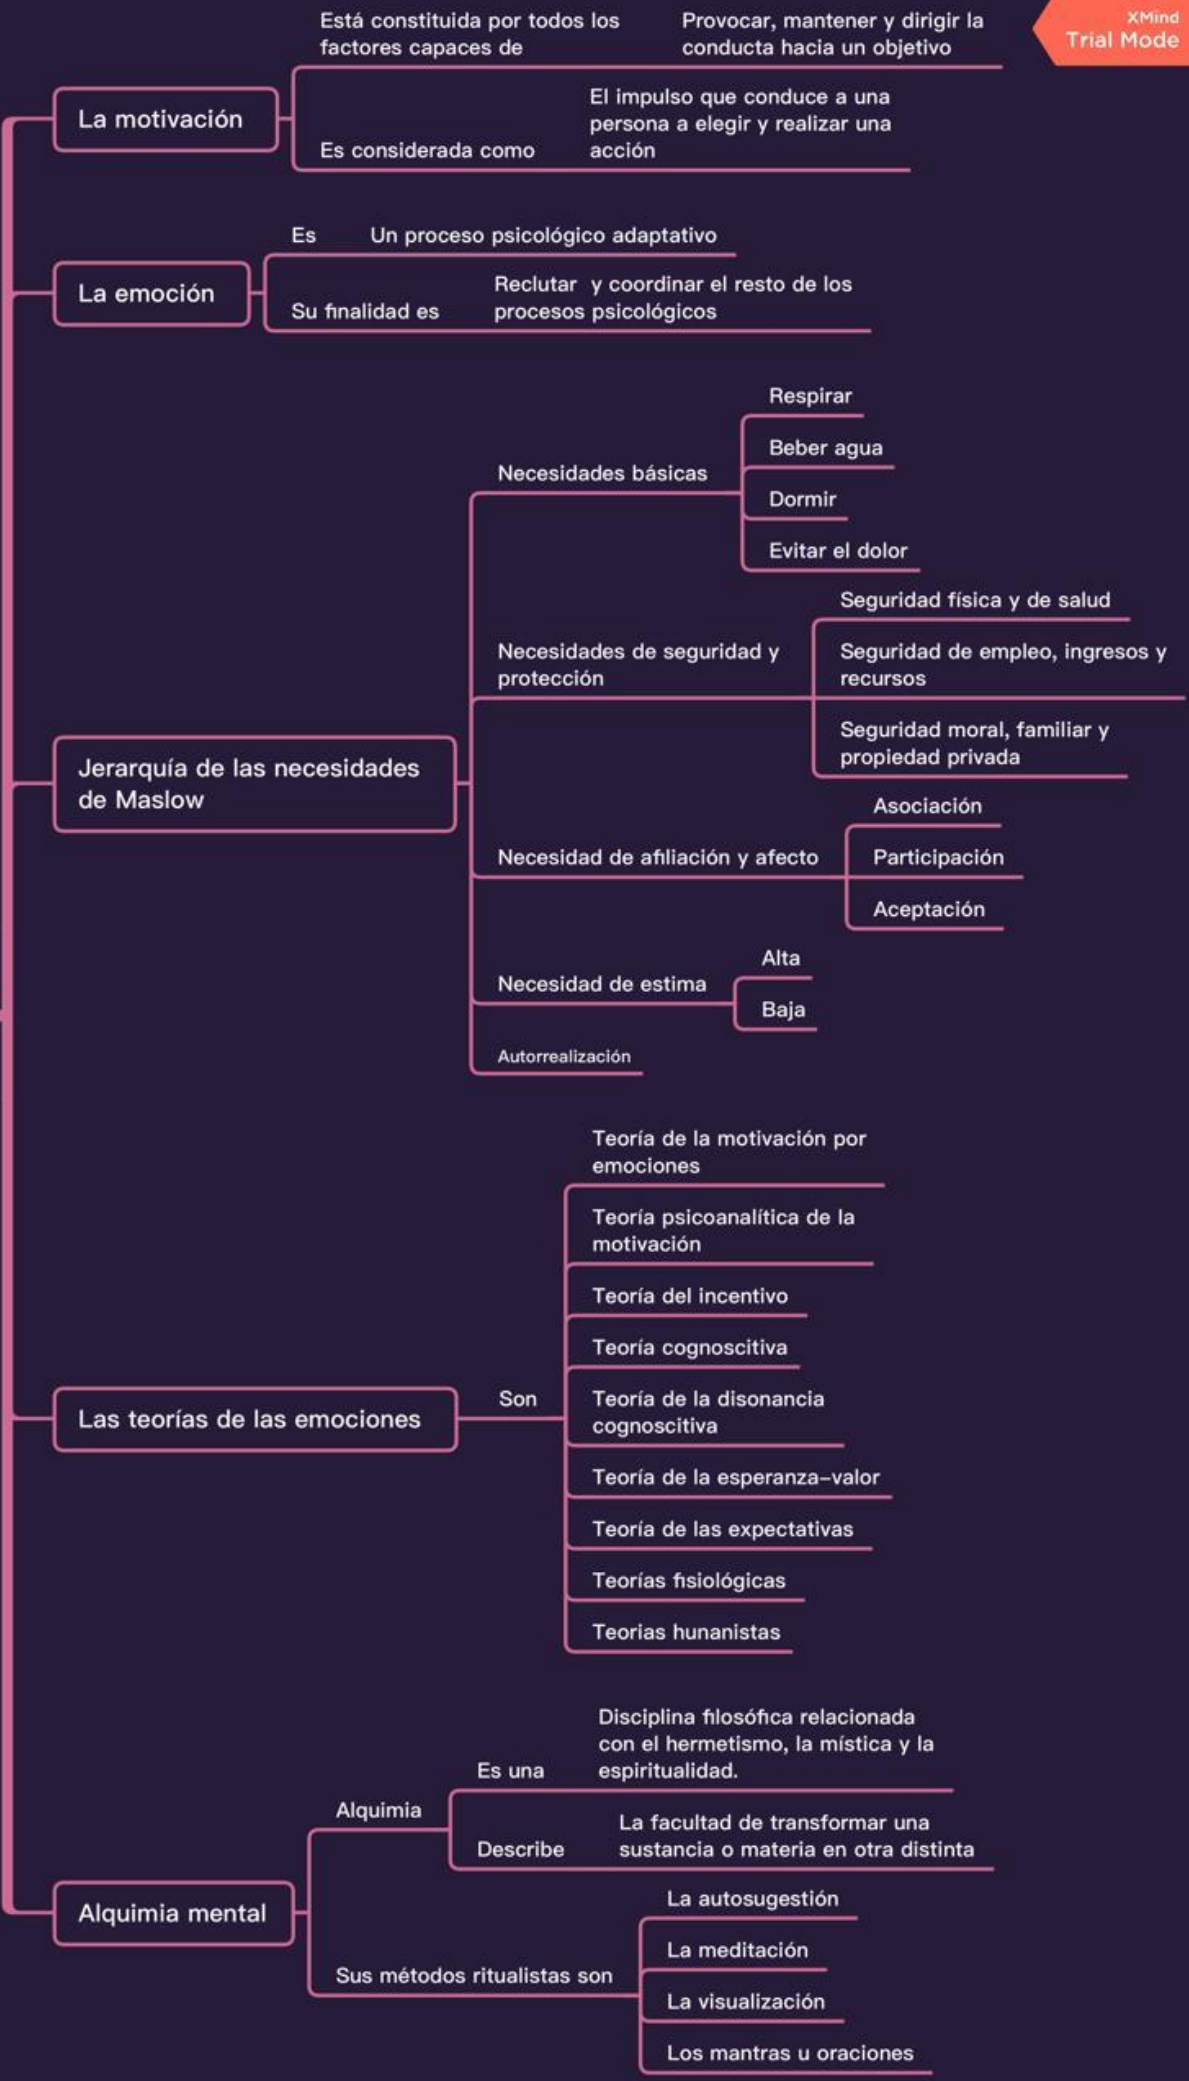 XMind
Trial Mode
Está constituida por todos los
factores capaces de
Provocar, mantener y dirigir la
conducta hacia un objetivo
La motivación
Es considerada como
El impulso que conduce a una
persona a elegir y realizar una
acción
La emoción
Es
Un proceso psicológico adaptativo
Su finalidad es
Reclutar y coordinar el resto de los
procesos psicológicos
Jerarquía de las necesidades
de Maslow
Necesidades básicas
Respirar
Beber agua
Dormir
Evitar el dolor
Necesidades de seguridad y
protección
Seguridad física y de salud
Seguridad de empleo, ingresos y
recursos
Seguridad moral, familiar y
propiedad privada
Necesidad de afiliación y afecto
Asociación
Participación
Aceptación
Necesidad de estima
Alta
Baja
Autorrealización
Las teorías de las emociones
Son
Teoría de la motivación por
emociones
Teoría psicoanalítica de la
motivación
Teoría del incentivo
Teoría cognoscitiva
Teoría de la disonancia
cognoscitiva
Teoría de la esperanza–valor
Teoría de las expectativas
Teorías fisiológicas
Teorias hunanistas
Alquimia mental
Alquimia
Es una
Disciplina filosófica relacionada
con el hermetismo, la mística y la
espiritualidad.
Describe
La facultad de transformar una
sustancia o materia en otra distinta
Sus métodos ritualistas son
La autosugestión
La meditación
La visualización
Los mantras u oraciones